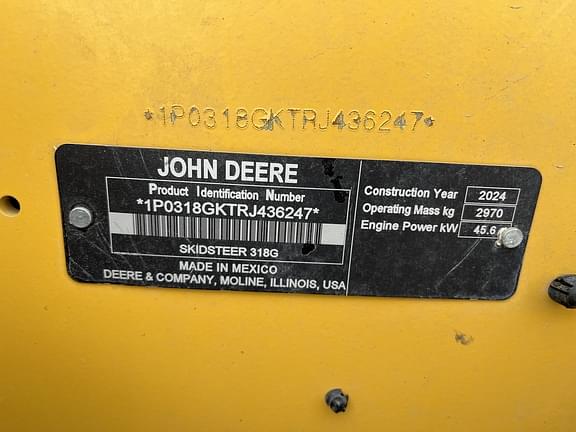 *1P0318GKTRJ436247*
JOHN DEERE
Product Identification Number
*1P0318GKTRJ436247*
SKIDSTEER 318G
MADE IN MEXICO
DEERE & COMPANY, MOLINE, ILLINOIS, USA
Construction Year 2024
Operating Mass kg 2970
Engine Power kW 45.6